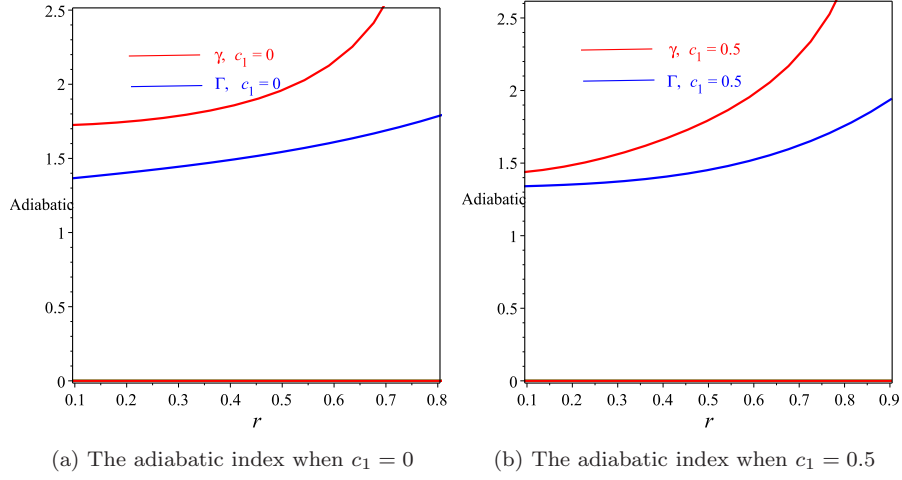 2.5
2
1.5
Adiabatic
1
0.5
0
0.1 0.2 0.3 0.4 0.5 0.6 0.7 0.8
r
γ, c₁ = 0
Γ, c₁ = 0
(a) The adiabatic index when c₁ = 0
2.5
2
1.5
Adiabatic
1
0.5
0
0.1 0.2 0.3 0.4 0.5 0.6 0.7 0.8 0.9
r
γ, c₁ = 0.5
Γ, c₁ = 0.5
(b) The adiabatic index when c₁ = 0.5